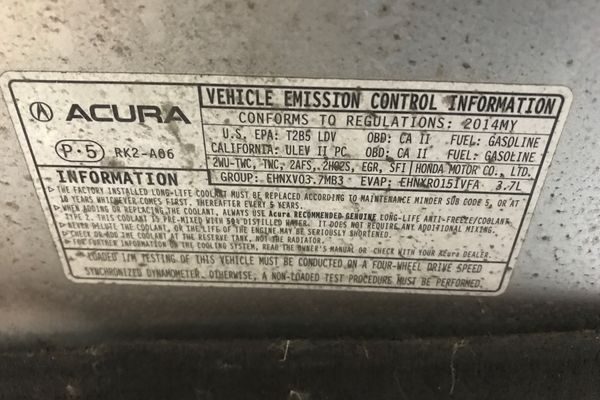 ACURA
P·5 RK2-A06
VEHICLE EMISSION CONTROL INFORMATION
CONFORMS TO REGULATIONS: 2014MY
U.S. EPA: T2B5 LDV OBD: CA II FUEL: GASOLINE
CALIFORNIA: ULEV II PC OBD: CA II FUEL: GASOLINE
2WU-TWC, TWC, 2AFS, 2HO2S, EGR, SFI HONDA MOTOR CO., LTD.
GROUP: EHNXV03.7MB3 EVAP: EHNXR0151VFA 3.7L
INFORMATION
▷THE FACTORY INSTALLED LONG-LIFE COOLANT MUST BE REPLACED ACCORDING TO MAINTENANCE MINDER SUB CODE 5, OR AT
10 YEARS WHICHEVER COMES FIRST, THEREAFTER EVERY 5 YEARS.
▷WHEN ADDING OR REPLACING THE COOLANT, ALWAYS USE Acura RECOMMENDED GENUINE LONG-LIFE ANTI-FREEZE/COOLANT
TYPE 2. THIS COOLANT IS PRE-MIXED WITH 50% DISTILLED WATER. IT DOES NOT REQUIRE ANY ADDITIONAL MIXING.
▷NEVER DILUTE THE COOLANT, OR THE LIFE OF THE ENGINE MAY BE SERIOUSLY SHORTENED.
▷CHECK OR ADD THE COOLANT AT THE RESERVE TANK, NOT THE RADIATOR.
▷FOR FURTHER INFORMATION ON THE COOLING SYSTEM, READ THE OWNER'S MANUAL OR CHECK WITH YOUR Acura DEALER.
LOADED I/M TESTING OF THIS VEHICLE MUST BE CONDUCTED ON A FOUR-WHEEL DRIVE SPEED
SYNCHRONIZED DYNAMOMETER. OTHERWISE, A NON-LOADED TEST PROCEDURE MUST BE PERFORMED.